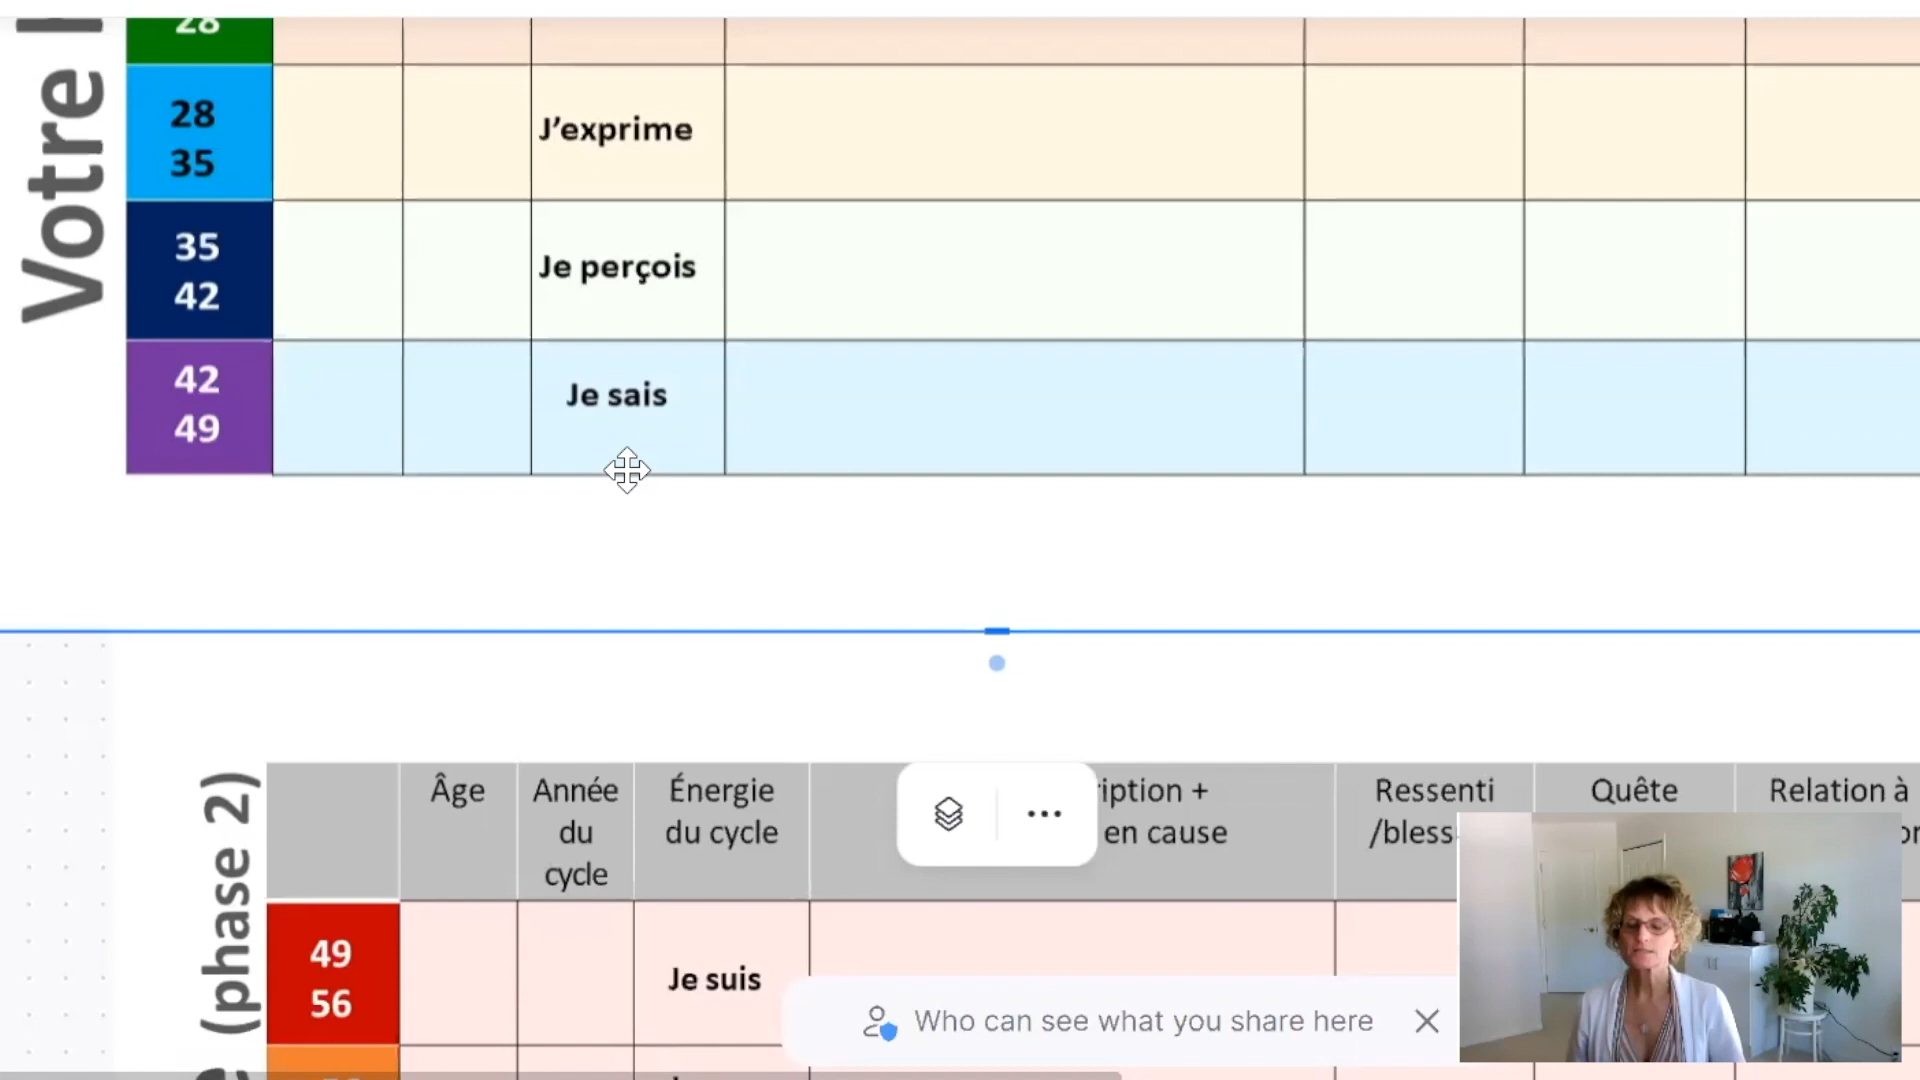 Votre
28
28
35
J'exprime
35
42
Je perçois
42
49
Je sais
(phase 2)
Âge
Année
du
cycle
Énergie
du cycle
en cause
Ressenti
Quête
Relation à
49
56
Je suis
Who can see what you share here